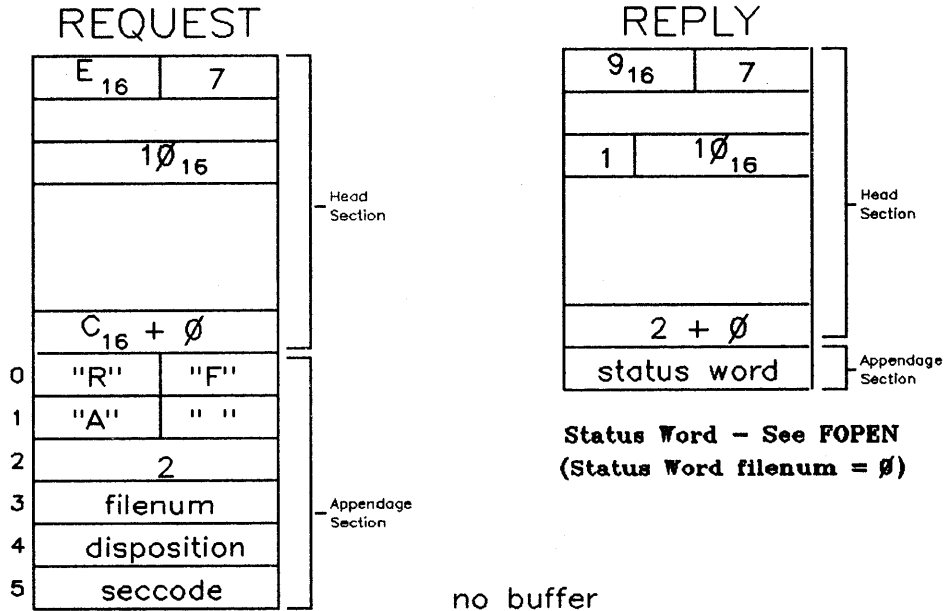 REQUEST
E16 7
1Ø16
C16 + Ø
Head
Section
0 "R" "F"
1 "A" " "
2 2
3 filenum
4 disposition
5 seccode
Appendage
Section
REPLY
916 7
1 1Ø16
2 + Ø
Head
Section
status word
Appendage
Section
Status Word – See FOPEN
(Status Word filenum = Ø)
no buffer